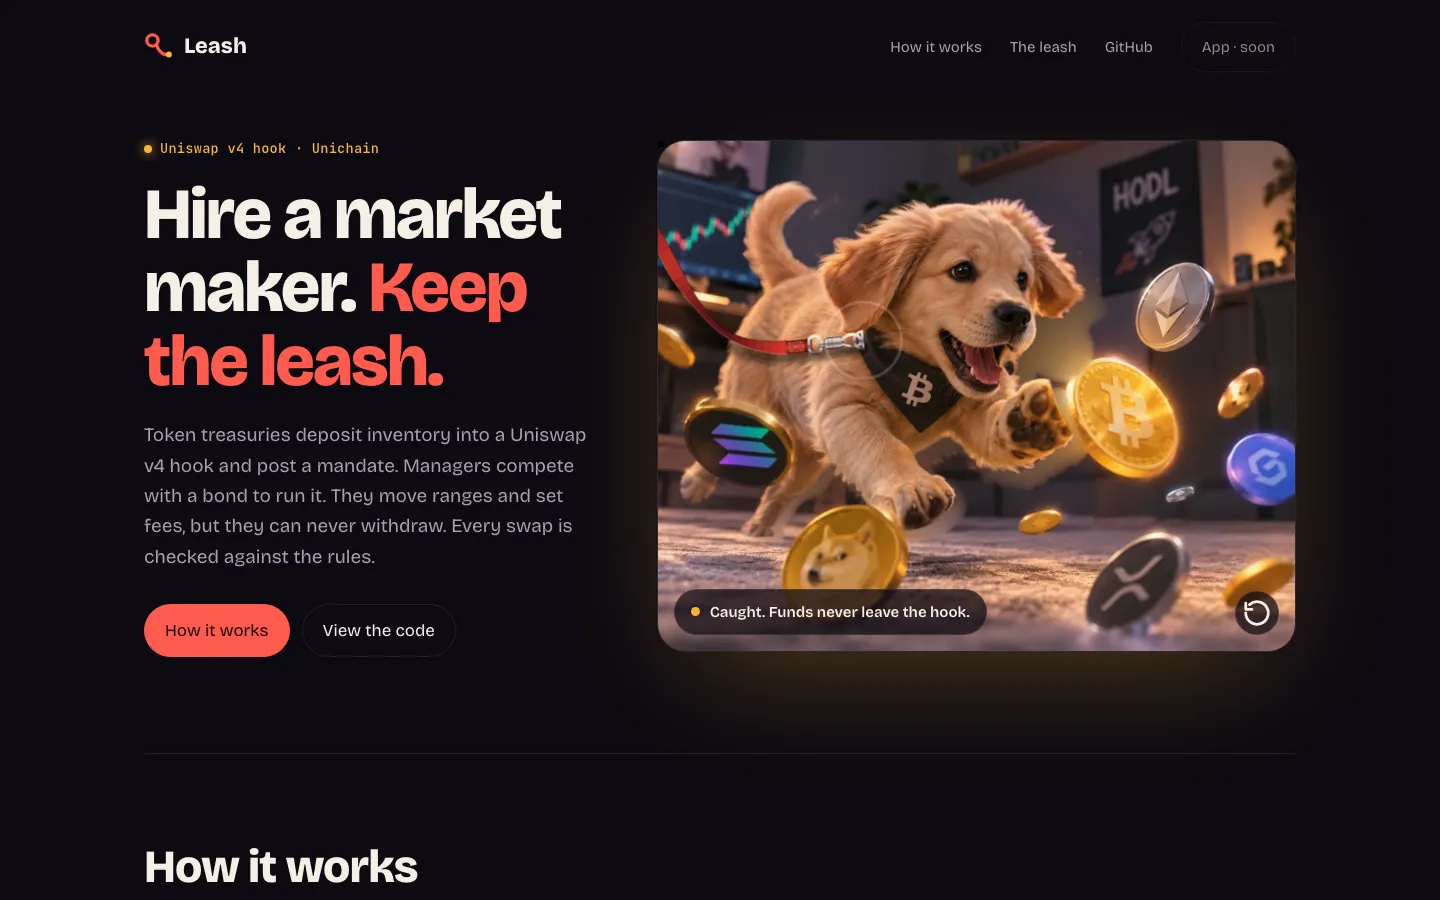 Leash
How it works
The leash
GitHub
App · soon
Uniswap v4 hook · Unichain
Hire a market
maker. Keep
the leash.
Token treasuries deposit inventory into a Uniswap
v4 hook and post a mandate. Managers compete
with a bond to run it. They move ranges and set
fees, but they can never withdraw. Every swap is
checked against the rules.
How it works
View the code
HODL
Caught. Funds never leave the hook.
How it works